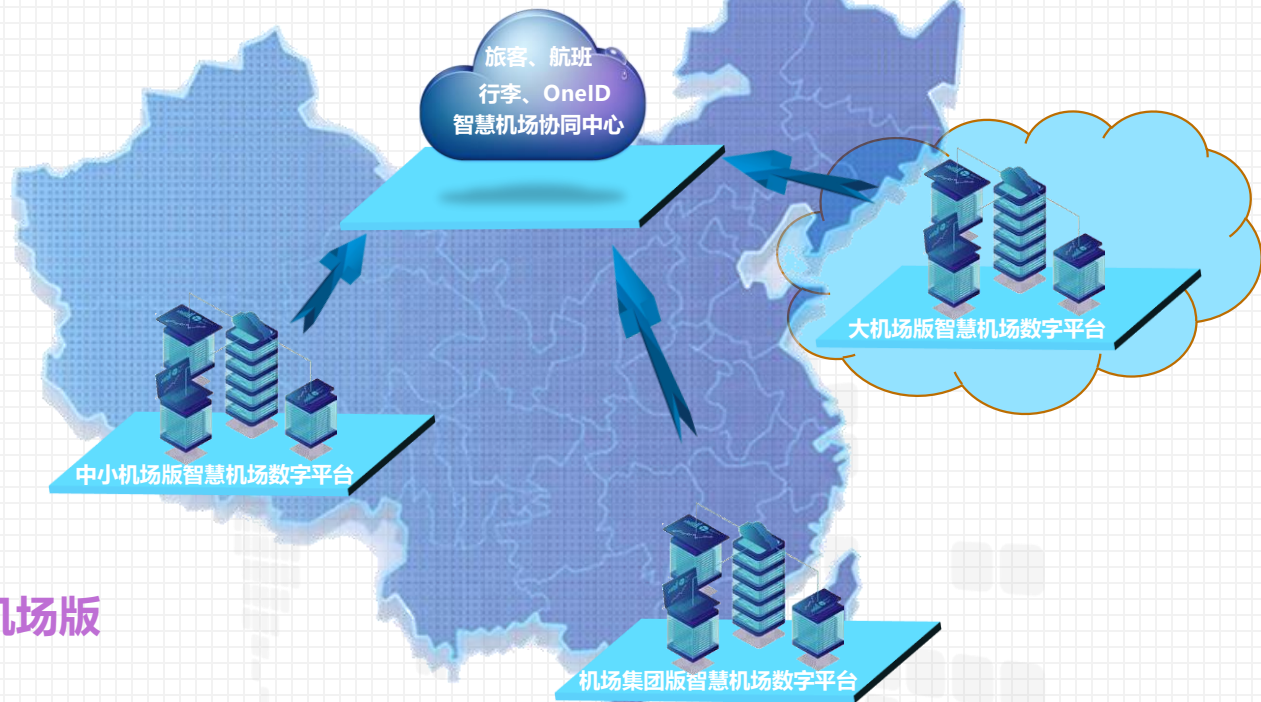 旅客、航班
行李、OneID
智慧机场协同中心
大机场版智慧机场数字平台
中小机场版智慧机场数字平台
机场版
机场集团版智慧机场数字平台